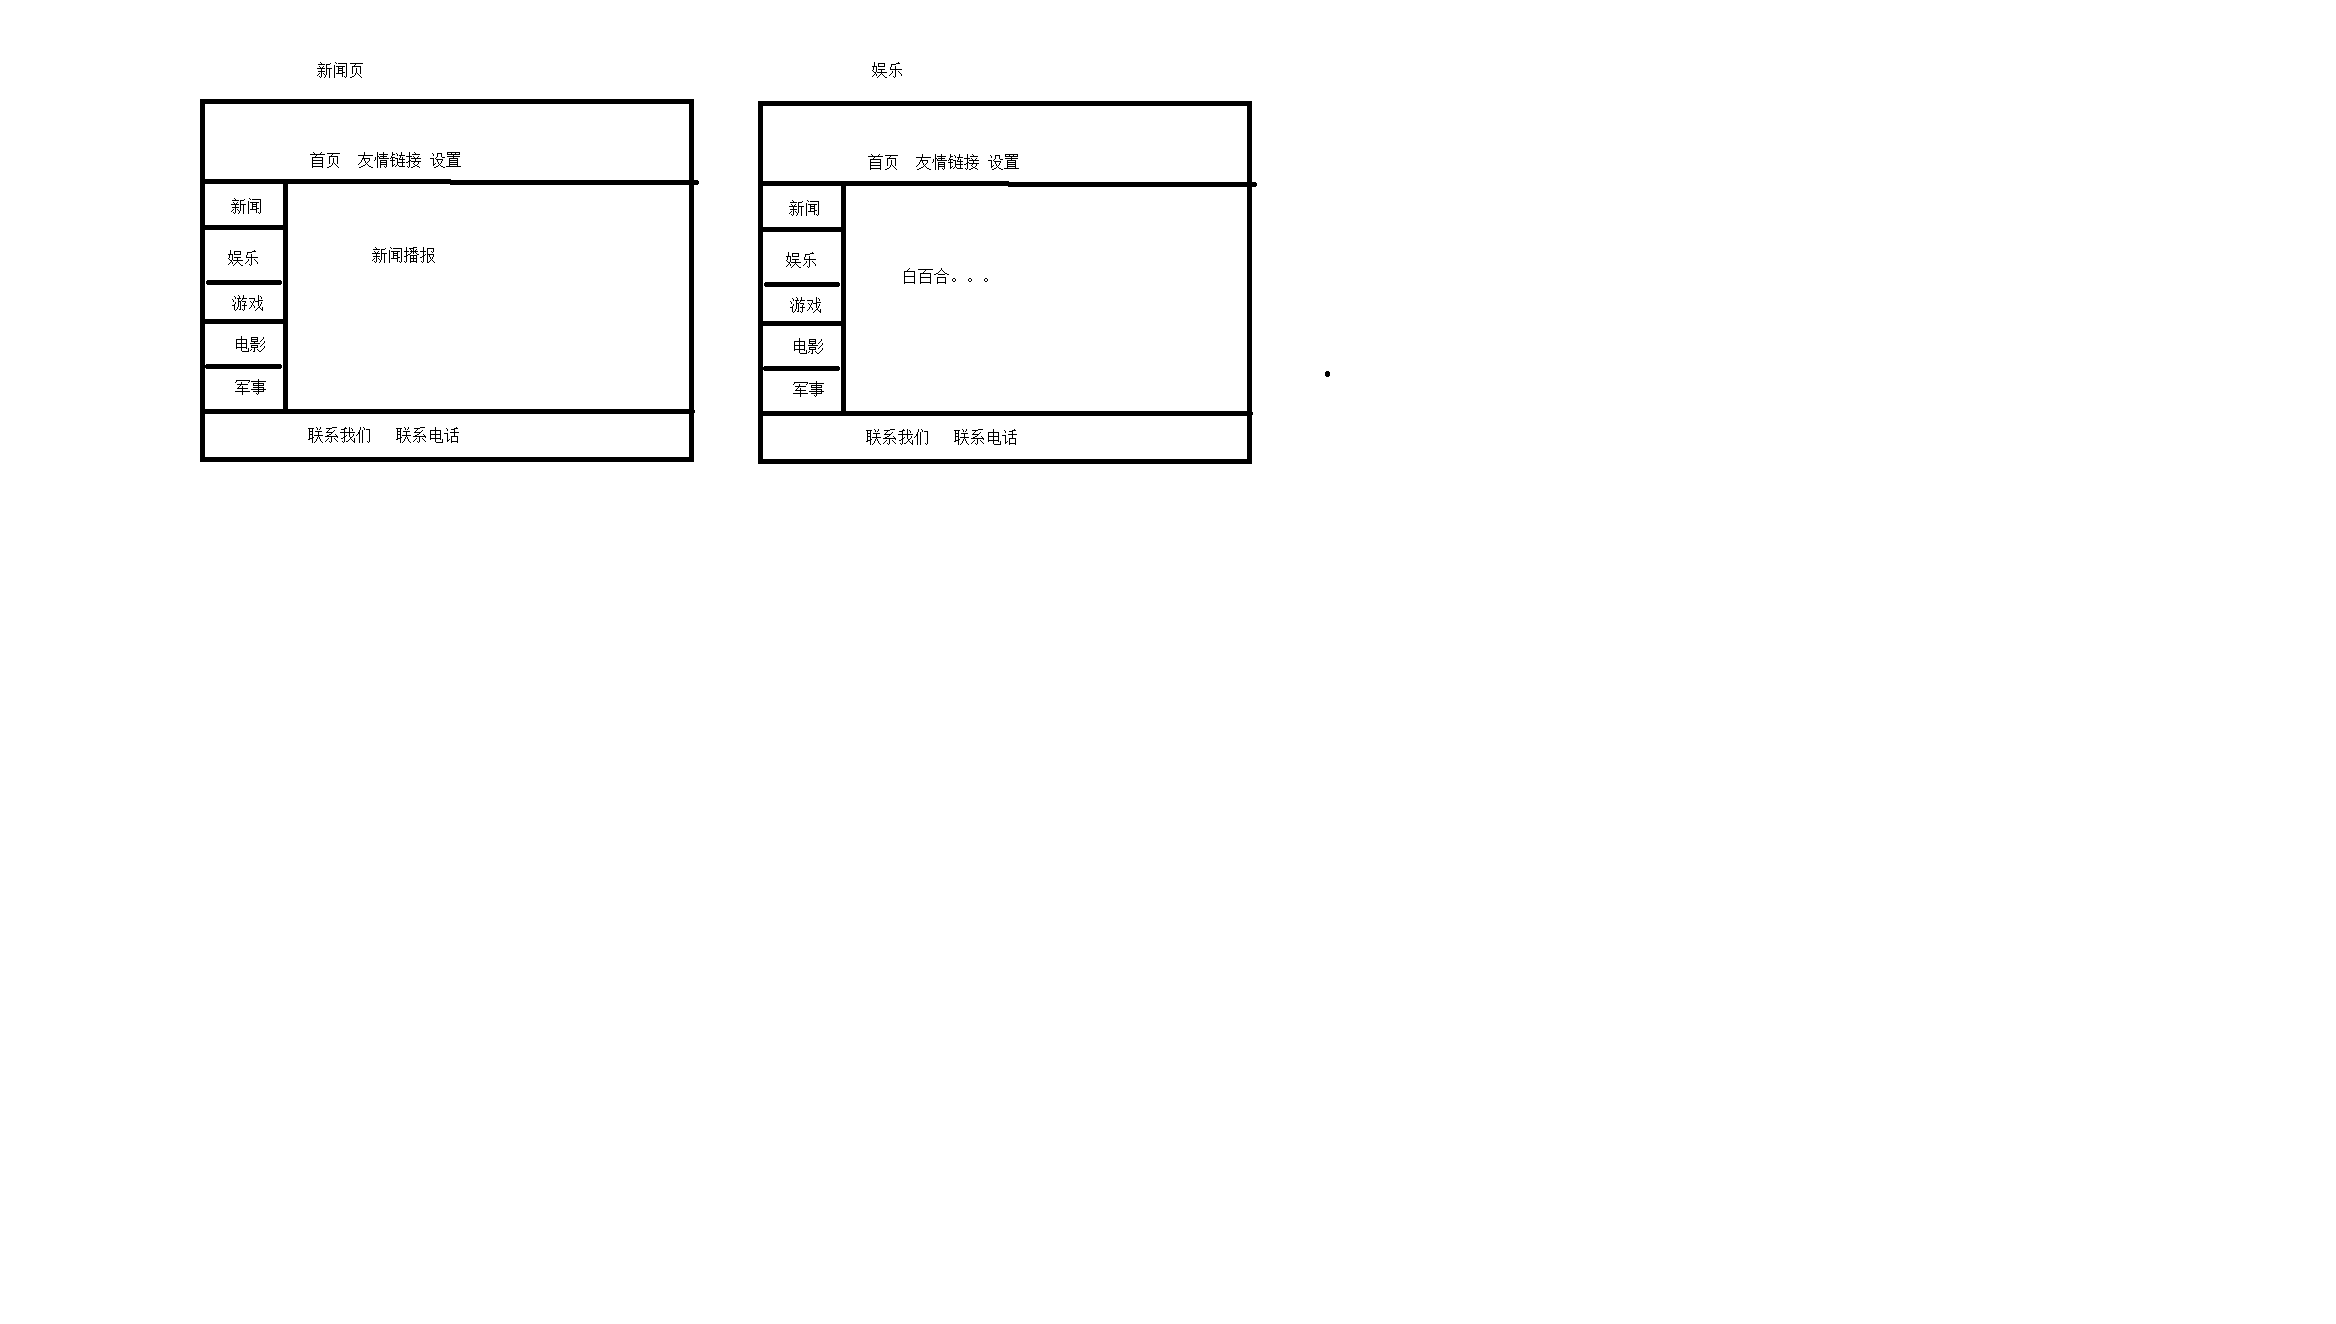 新闻页
首页 友情链接 设置
新闻
娱乐
游戏
电影
军事
新闻播报
联系我们 联系电话
娱乐
首页 友情链接 设置
新闻
娱乐
游戏
电影
军事
白百合。。。
联系我们 联系电话